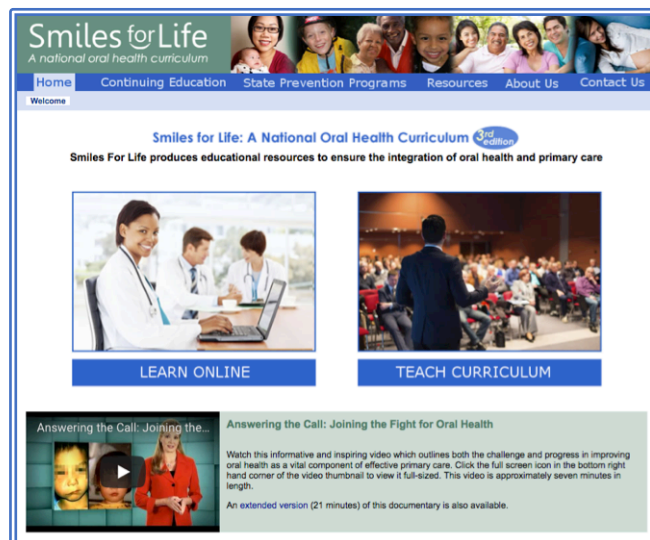 Smiles for Life
A national oral health curriculum
Home Continuing Education State Prevention Programs Resources About Us Contact Us
Welcome
Smiles for Life: A National Oral Health Curriculum 3rd edition
Smiles For Life produces educational resources to ensure the integration of oral health and primary care
LEARN ONLINE TEACH CURRICULUM
Answering the Call: Joining the...
Answering the Call: Joining the Fight for Oral Health
Watch this informative and inspiring video which outlines both the challenge and progress in improving
oral health as a vital component of effective primary care. Click the full screen icon in the bottom right
hand corner of the video thumbnail to view it full-sized. This video is approximately seven minutes in
length.
An extended version (21 minutes) of this documentary is also available.